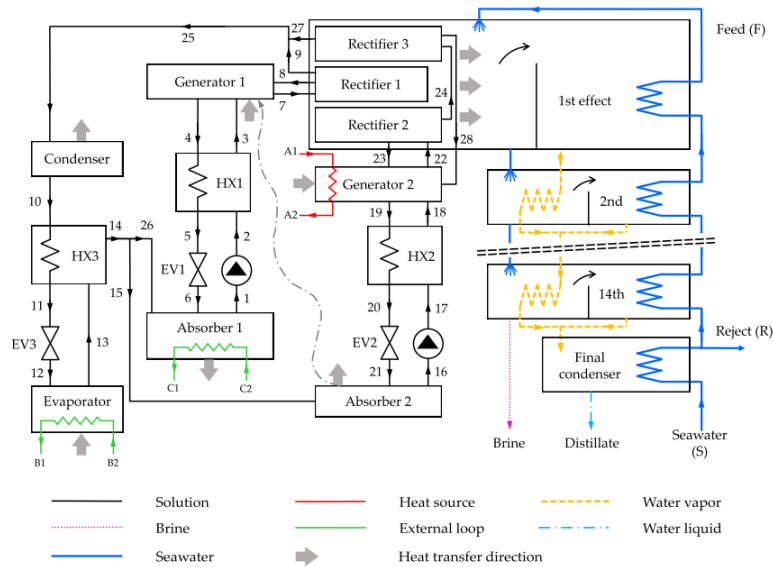 Feed (F)
27
25
9
Rectifier 3
Generator 1
8
Rectifier 1
7
24
1st effect
Rectifier 2
4
3
28
A1
23
22
Condenser
HX1
Generator 2
2nd
10
A2
19
18
5
2
14
26
HX3
EV1
HX2
15
6
1
20
17
14th
11
Absorber 1
EV2
Reject (R)
EV3
13
12
21
16
Final
condenser
C1
C2
Evaporator
Absorber 2
B1
B2
Brine
Distillate
Seawater
(S)
Solution
Heat source
Water vapor
Brine
External loop
Water liquid
Seawater
Heat transfer direction